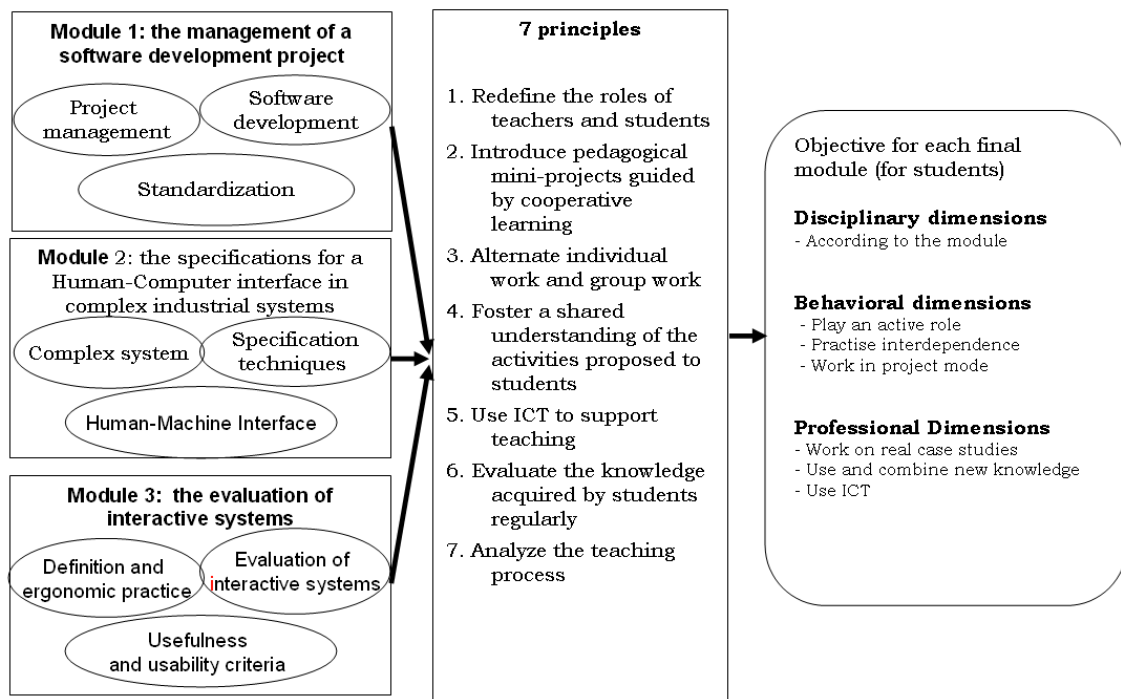 Module 1: the management of a
software development project
Project
management
Software
development
Standardization
Module 2: the specifications for a
Human-Computer interface in
complex industrial systems
Complex system
Specification
techniques
Human-Machine Interface
Module 3: the evaluation of
interactive systems
Definition and
ergonomic practice
Evaluation of
interactive systems
Usefulness
and usability criteria
7 principles
1. Redefine the roles of
teachers and students
2. Introduce pedagogical
mini-projects guided
by cooperative
learning
3. Alternate individual
work and group work
4. Foster a shared
understanding of the
activities proposed to
students
5. Use ICT to support
teaching
6. Evaluate the knowledge
acquired by students
regularly
7. Analyze the teaching
process
Objective for each final
module (for students)
Disciplinary dimensions
- According to the module
Behavioral dimensions
- Play an active role
- Practise interdependence
- Work in project mode
Professional Dimensions
- Work on real case studies
- Use and combine new knowledge
- Use ICT